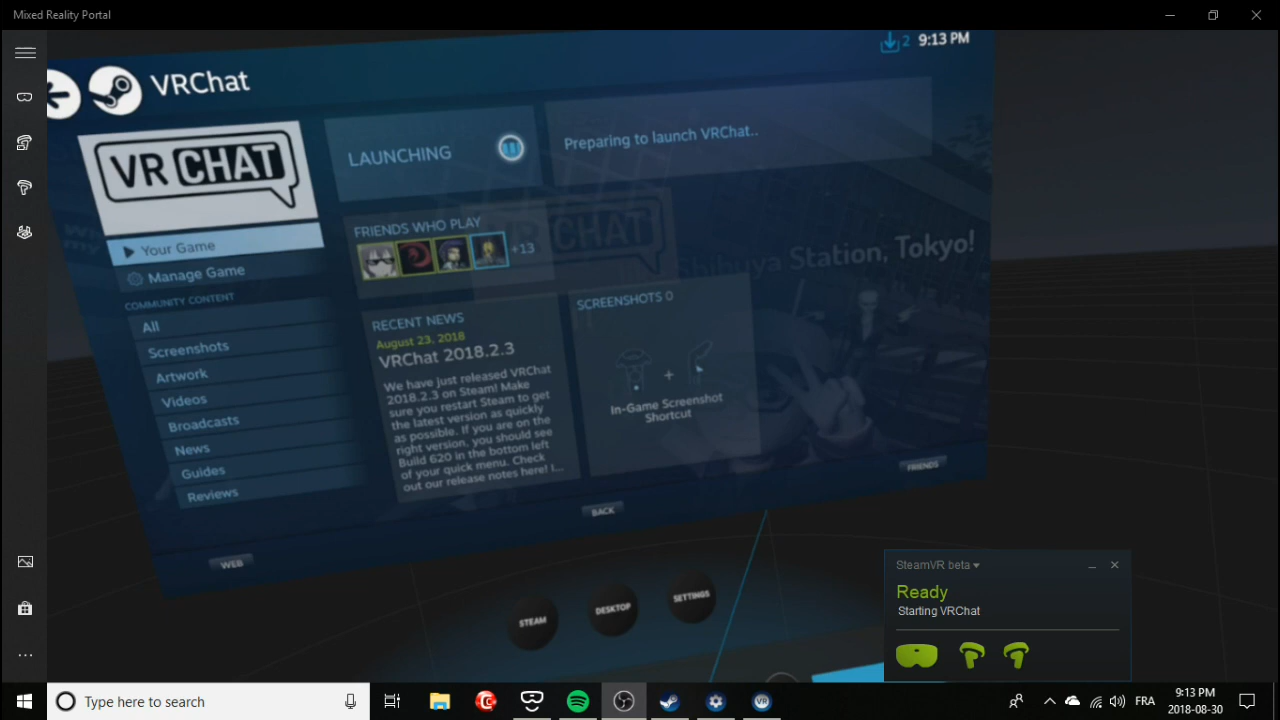 Mixed Reality Portal
2 9:13 PM
VRChat
VR CHAT
LAUNCHING
Preparing to launch VRChat..
Your Game
Manage Game
COMMUNITY CONTENT
All
Screenshots
Artwork
Videos
Broadcasts
News
Guides
Reviews
FRIENDS WHO PLAY
+13
VRCHAT
Shibuya Station, Tokyo!
RECENT NEWS
August 23, 2018
VRChat 2018.2.3
We have just released VRChat
2018.2.3 on Steam! Make
sure you restart Steam to get
the latest version as quickly
as possible. If you are on the
right version, you should see
Build 620 in the bottom left
of your quick menu. Check
out our release notes here! I...
SCREENSHOTS 0
+
In-Game Screenshot
Shortcut
FRIENDS
BACK
WEB
STEAM
DESKTOP
SETTINGS
SteamVR beta
Ready
Starting VRChat
Type here to search
VR
FRA
9:13 PM
2018-08-30